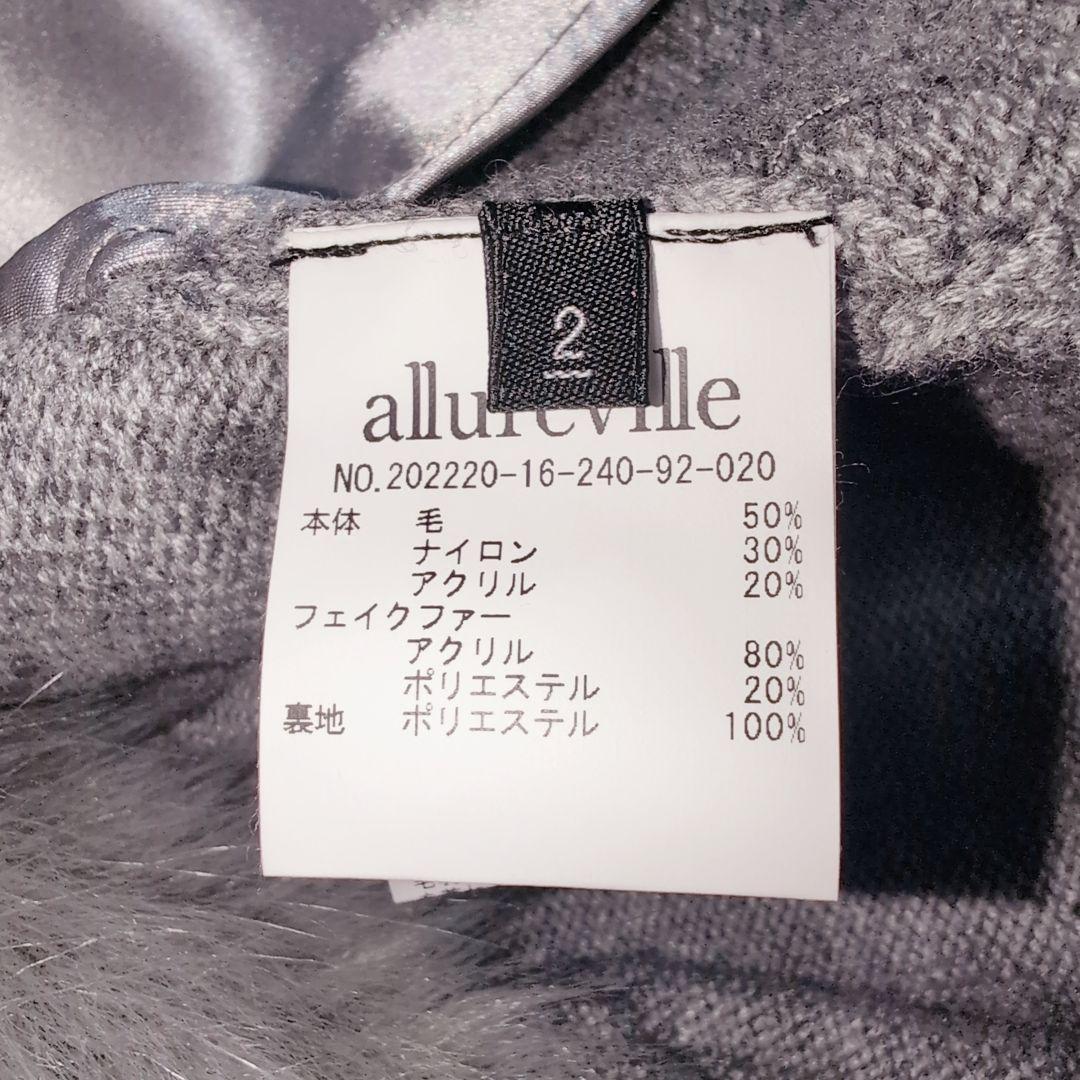 2
allureville
NO.202220-16-240-92-020
本体 毛 50%
ナイロン 30%
アクリル 20%
フェイクファー
アクリル 80%
ポリエステル 20%
裏地 ポリエステル 100%